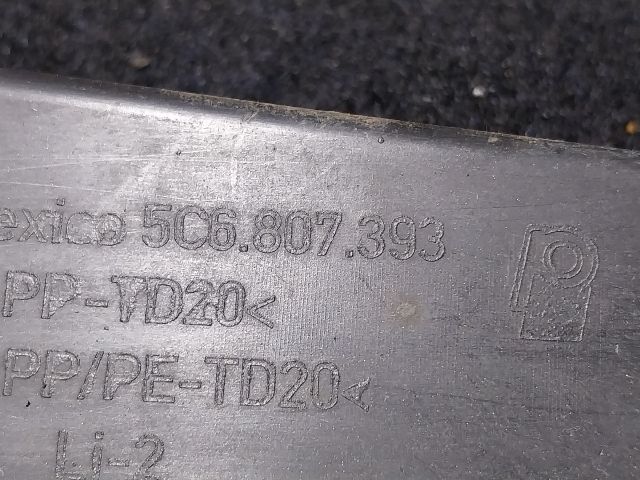 exico 5C6.807.393
PP-TD20<
PP/PE-TD20<
Li-2